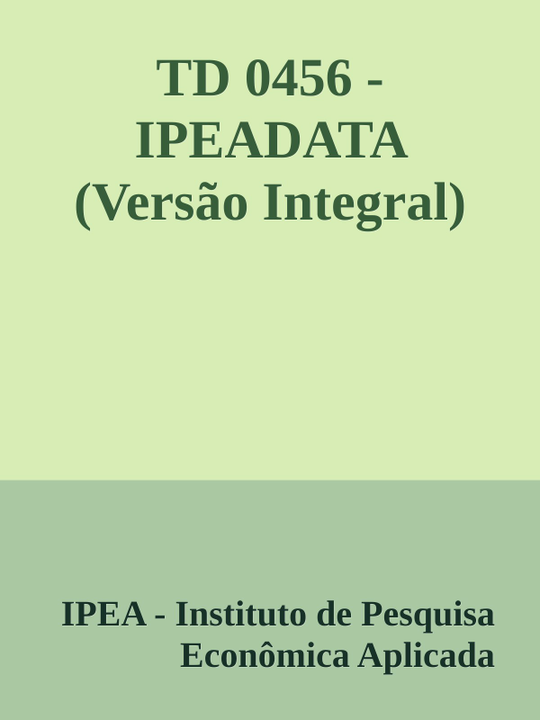 TD 0456 -
IPEADATA
(Versão Integral)
IPEA - Instituto de Pesquisa
Econômica Aplicada